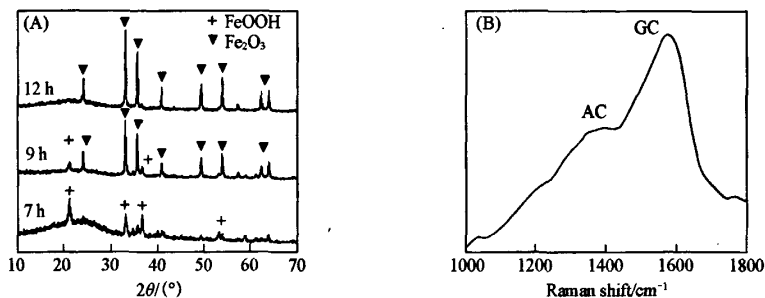 (A)
+ FeOOH
▼ Fe₂O₃
12 h
9 h
7 h
10 20 30 40 50 60 70
2θ/(°)
(B)
GC
AC
1000 1200 1400 1600 1800
Raman shift/cm⁻¹